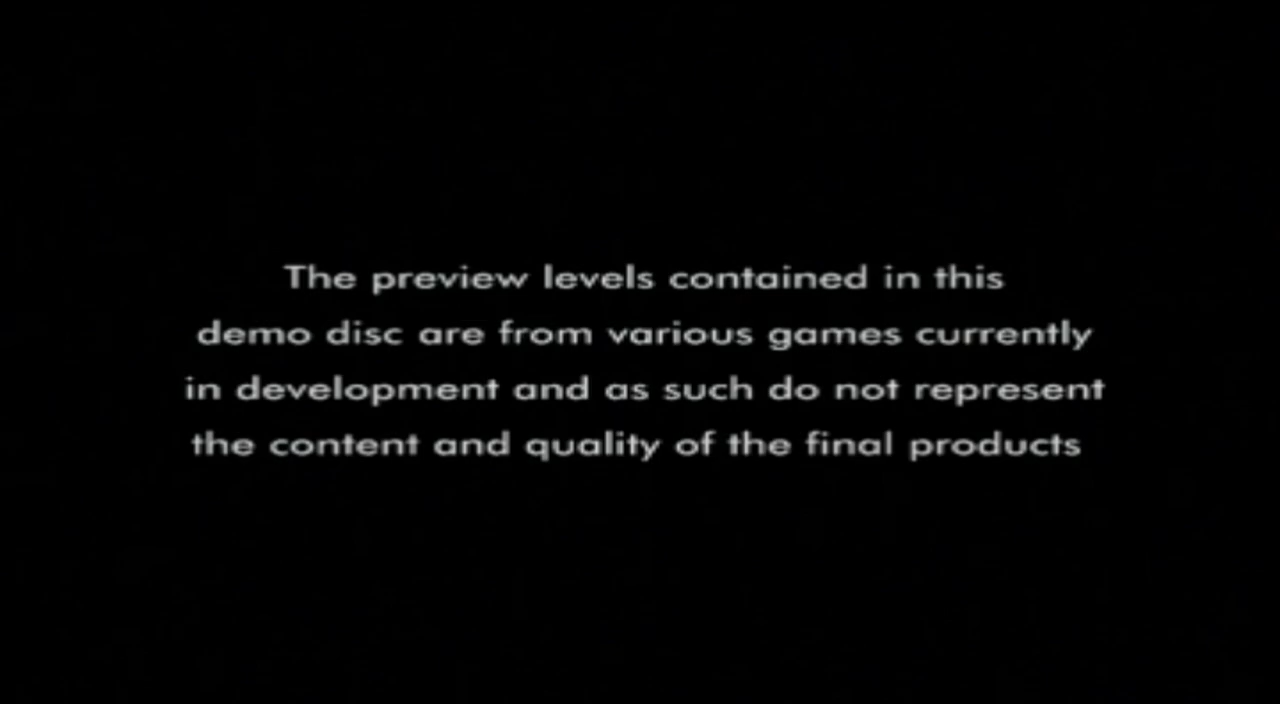 The preview levels contained in this
demo disc are from various games currently
in development and as such do not represent
the content and quality of the final products